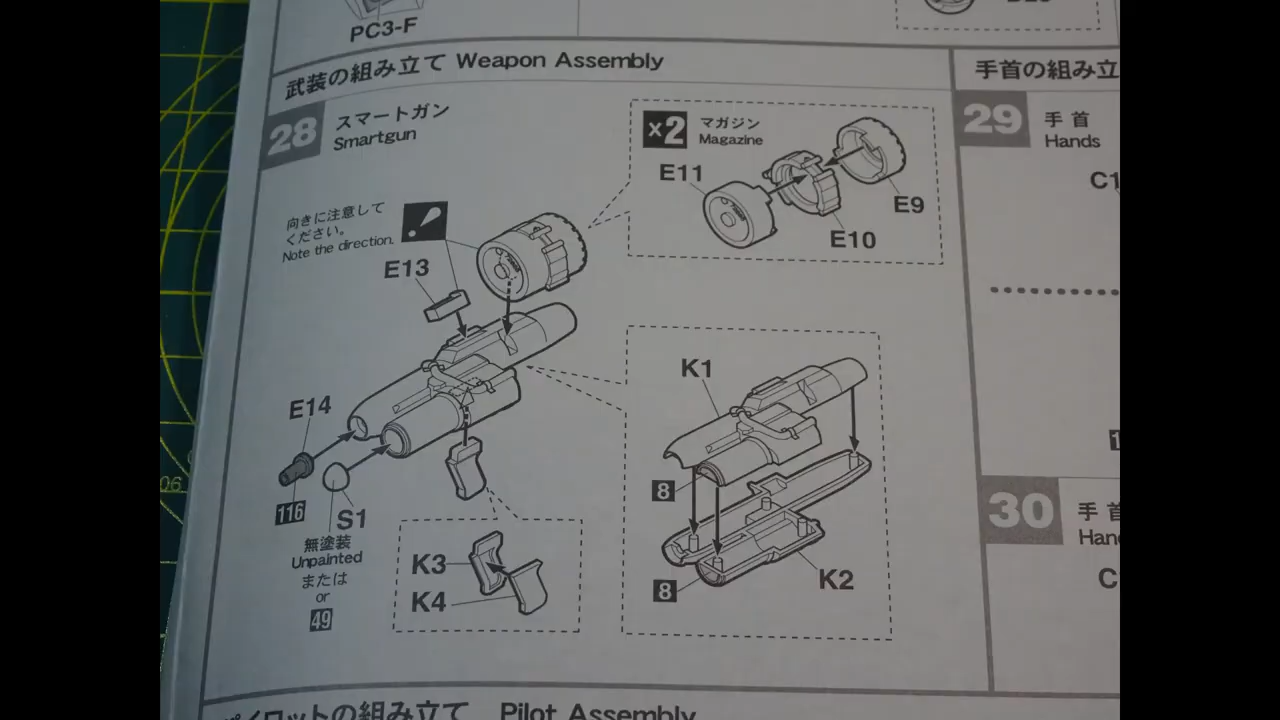 PC3-F
武装の組み立て Weapon Assembly
手首の組み立
28
スマートガン
Smartgun
×2
マガジン
Magazine
E11
E10
E9
向きに注意して
ください。
Note the direction.
E13
E14
116
S1
無塗装
Unpainted
または
or
49
K3
K4
K1
8
8
K2
29
手首
Hands
30
手
Pilot Assembly